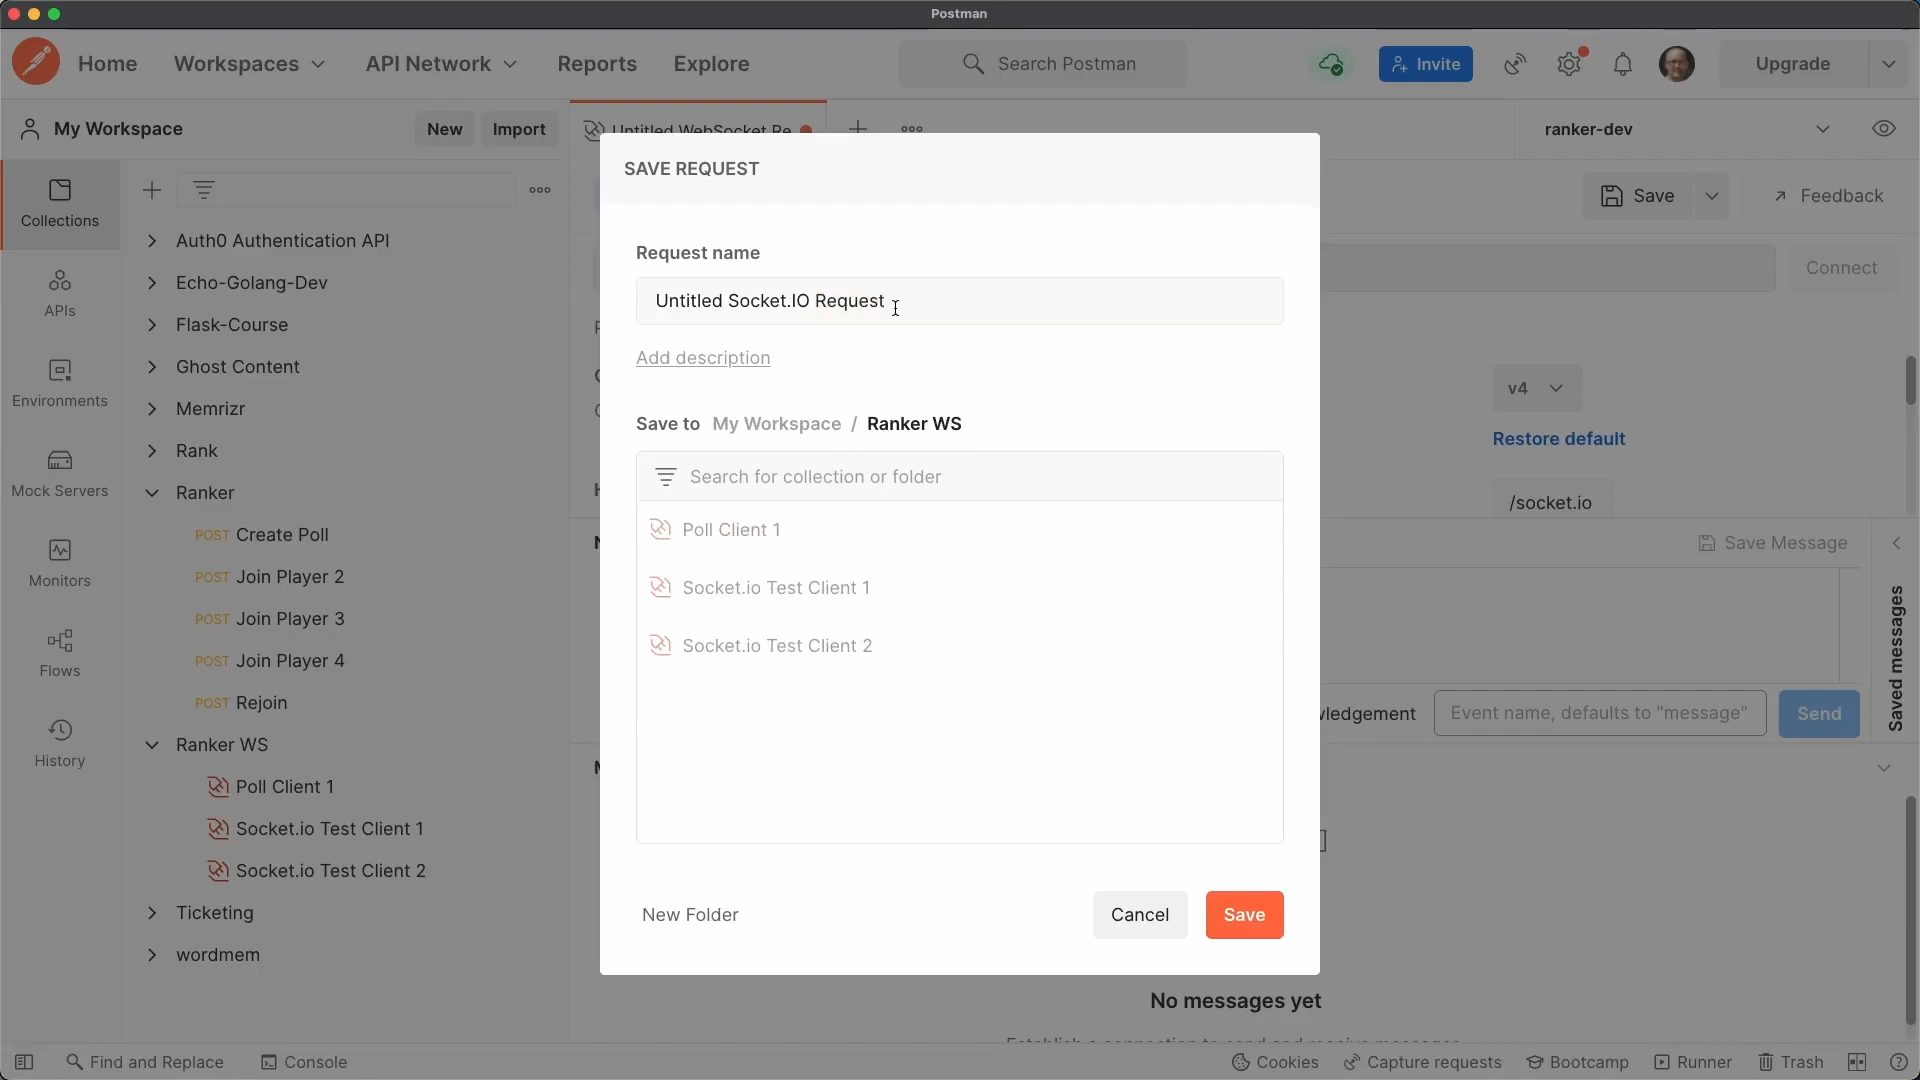 Postman
Home
Workspaces
API Network
Reports
Explore
Search Postman
Invite
Upgrade
My Workspace
New
Import
Untitled WebSocket Re
ranker-dev
Collections
APIs
Environments
Mock Servers
Monitors
Flows
History
Auth0 Authentication API
Echo-Golang-Dev
Flask-Course
Ghost Content
Memrizr
Rank
Ranker
POST Create Poll
POST Join Player 2
POST Join Player 3
POST Join Player 4
POST Rejoin
Ranker WS
Poll Client 1
Socket.io Test Client 1
Socket.io Test Client 2
Ticketing
wordmem
SAVE REQUEST
Request name
Untitled Socket.IO Request
Add description
Save to My Workspace / Ranker WS
Search for collection or folder
Poll Client 1
Socket.io Test Client 1
Socket.io Test Client 2
New Folder
Cancel
Save
Save
Feedback
Connect
v4
Restore default
/socket.io
Save Message
Saved messages
wledgement
Event name, defaults to "message"
Send
No messages yet
Find and Replace
Console
Cookies
Capture requests
Bootcamp
Runner
Trash